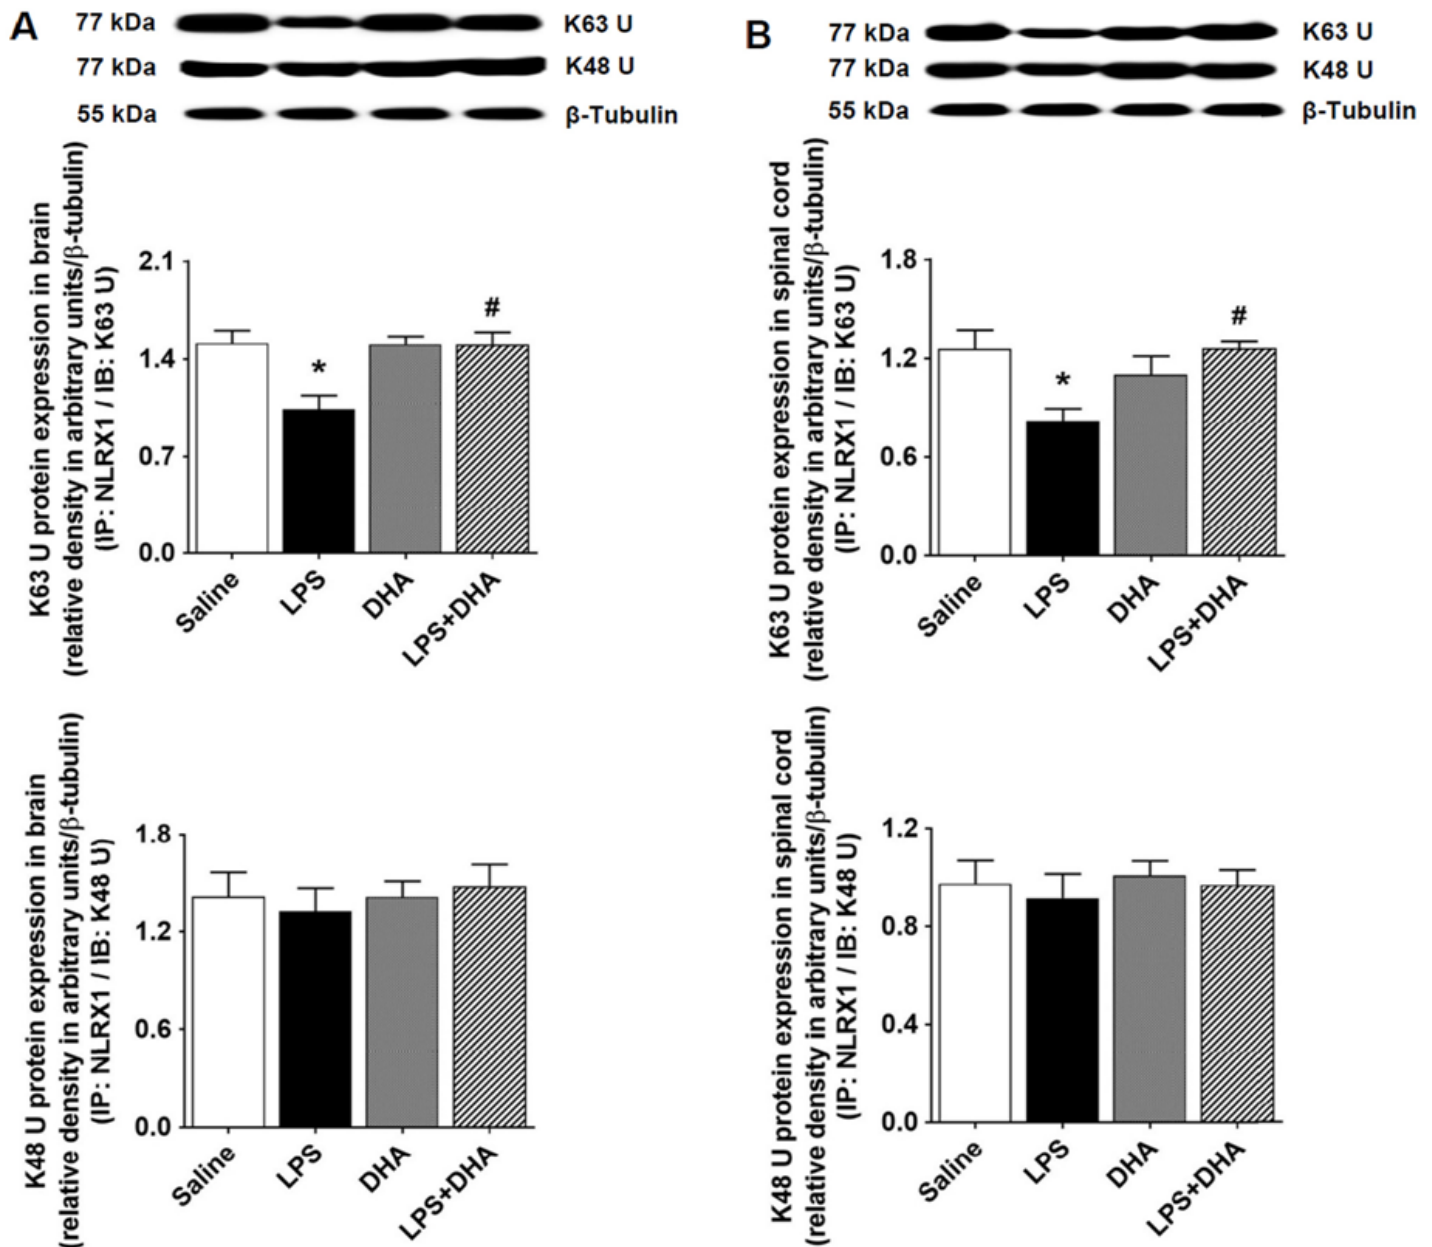 A
77 kDa
K63 U
77 kDa
K48 U
55 kDa
β-Tubulin
K63 U protein expression in brain
(relative density in arbitrary units/β-tubulin)
(IP: NLRX1 / IB: K63 U)
2.1
1.4
0.7
0.0
*
#
Saline
LPS
DHA
LPS+DHA
K48 U protein expression in brain
(relative density in arbitrary units/β-tubulin)
(IP: NLRX1 / IB: K48 U)
1.8
1.2
0.6
0.0
Saline
LPS
DHA
LPS+DHA
B
77 kDa
K63 U
77 kDa
K48 U
55 kDa
β-Tubulin
K63 U protein expression in spinal cord
(relative density in arbitrary units/β-tubulin)
(IP: NLRX1 / IB: K63 U)
1.8
1.2
0.6
0.0
*
#
Saline
LPS
DHA
LPS+DHA
K48 U protein expression in spinal cord
(relative density in arbitrary units/β-tubulin)
(IP: NLRX1 / IB: K48 U)
1.2
0.8
0.4
0.0
Saline
LPS
DHA
LPS+DHA